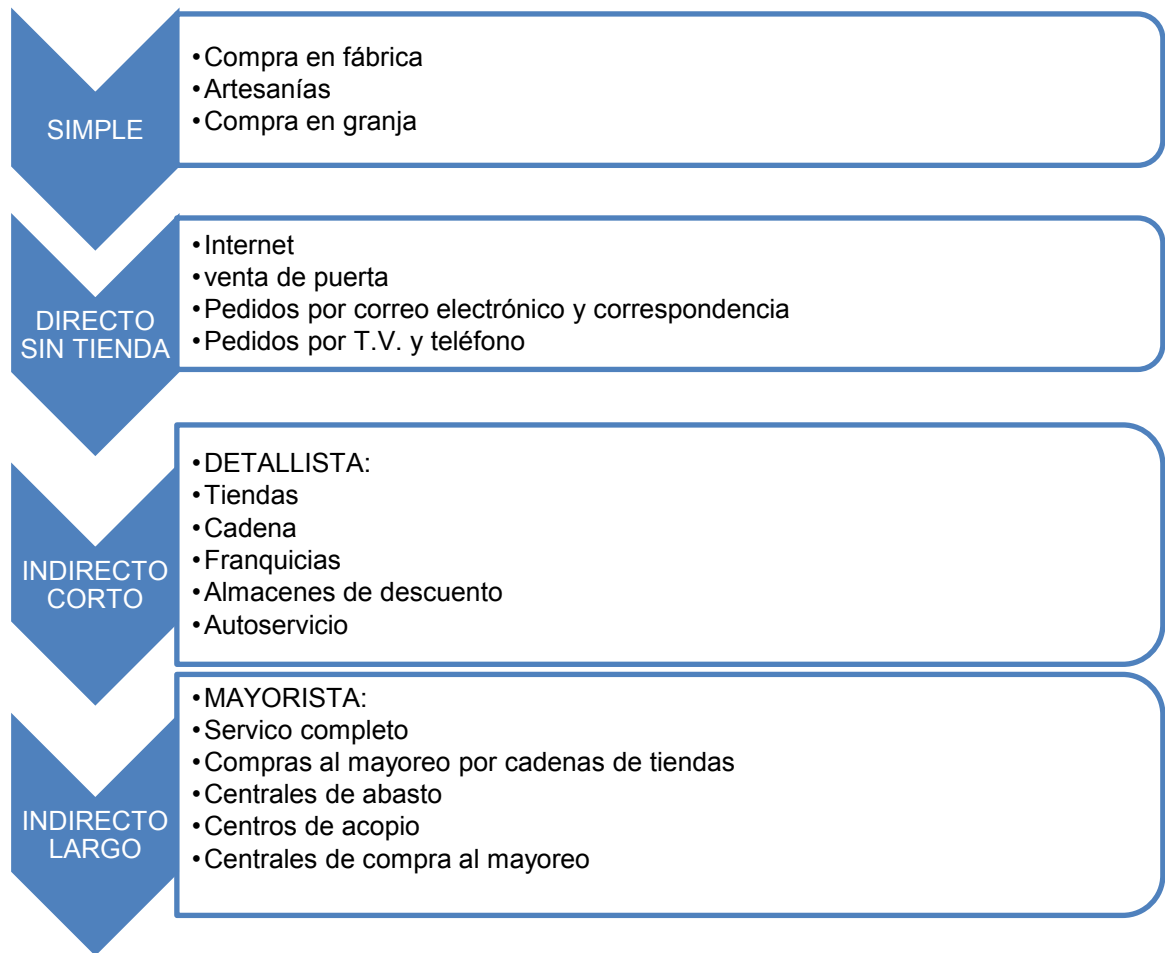 SIMPLE
•Compra en fábrica
•Artesanías
•Compra en granja
DIRECTO
SIN TIENDA
•Internet
•venta de puerta
•Pedidos por correo electrónico y correspondencia
•Pedidos por T.V. y teléfono
INDIRECTO
CORTO
•DETALLISTA:
•Tiendas
•Cadena
•Franquicias
•Almacenes de descuento
•Autoservicio
INDIRECTO
LARGO
•MAYORISTA:
•Servico completo
•Compras al mayoreo por cadenas de tiendas
•Centrales de abasto
•Centros de acopio
•Centrales de compra al mayoreo